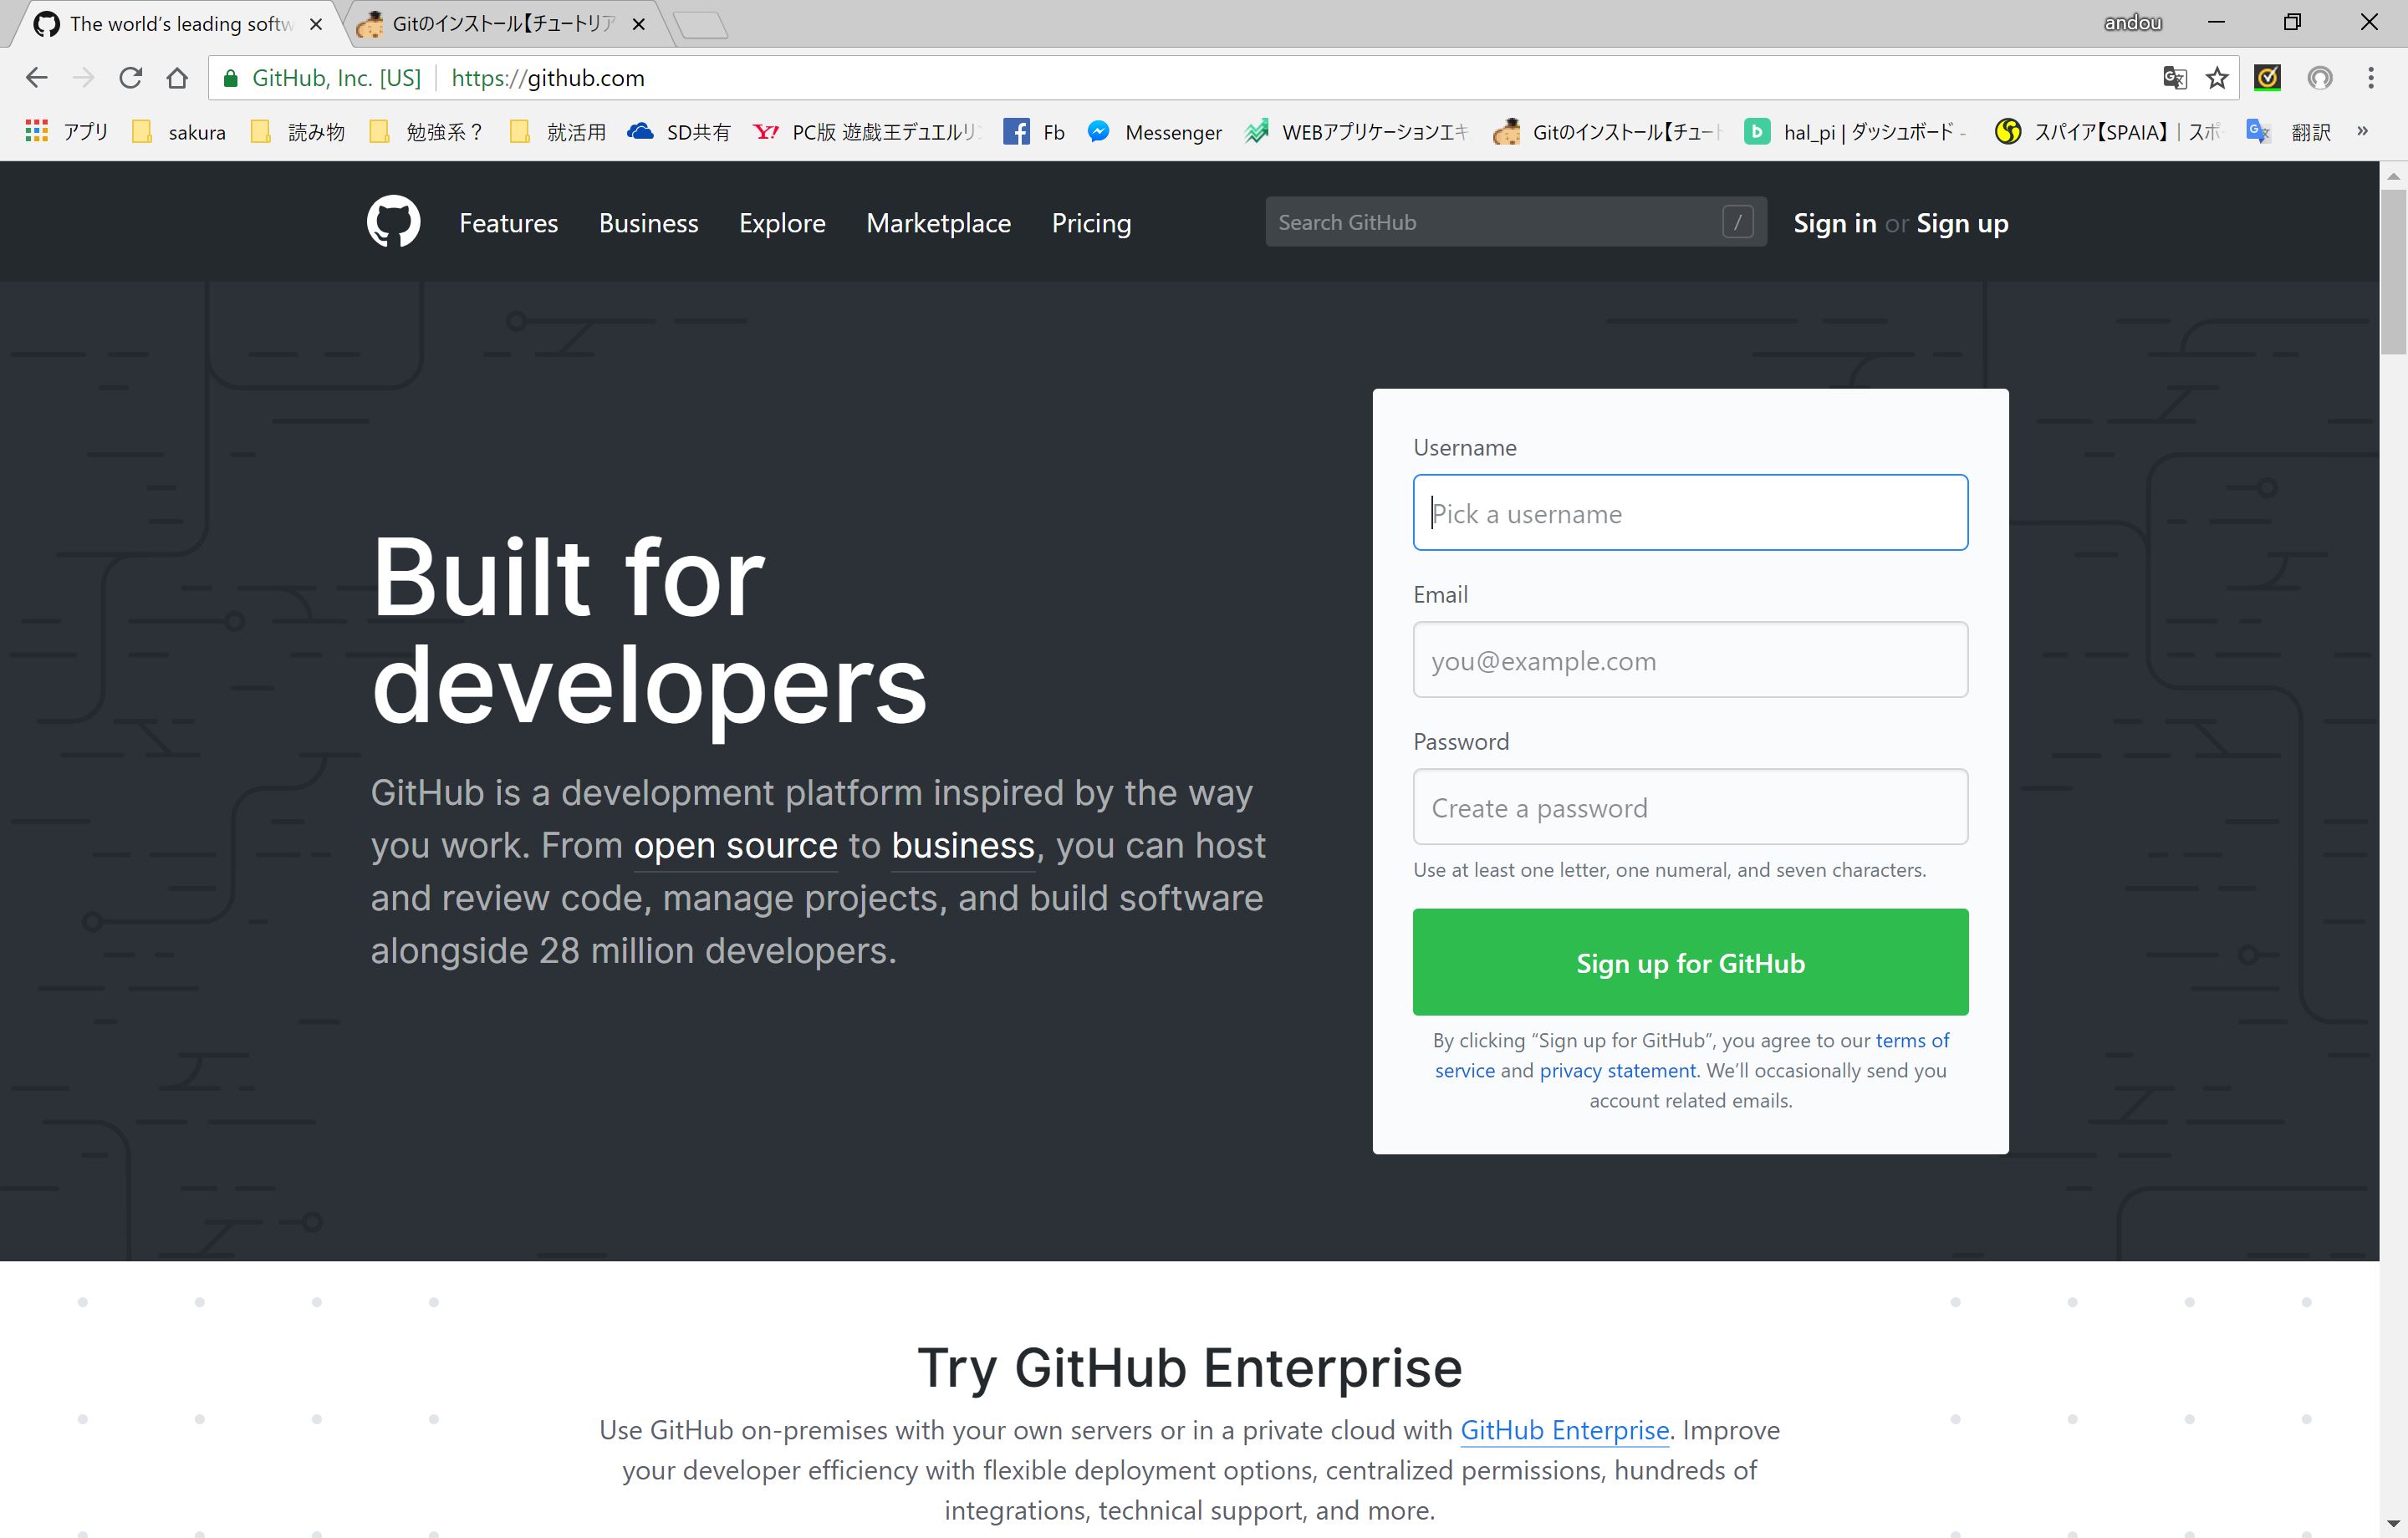 The world's leading softw
Gitのインストール【チュートリア
andou
GitHub, Inc. [US]
https://github.com
アプリ
sakura
読み物
勉強系？
就活用
SD共有
PC版 遊戯王デュエルリン
Fb
Messenger
WEBアプリケーションエキ
Gitのインストール【チュート
hal_pi | ダッシュボード -
スパイア【SPAIA】 | スポ
翻訳
»
Features
Business
Explore
Marketplace
Pricing
Search GitHub
/
Sign in or Sign up
Built for
developers
GitHub is a development platform inspired by the way
you work. From open source to business, you can host
and review code, manage projects, and build software
alongside 28 million developers.
Username
Pick a username
Email
you@example.com
Password
Create a password
Use at least one letter, one numeral, and seven characters.
Sign up for GitHub
By clicking “Sign up for GitHub”, you agree to our terms of
service and privacy statement. We’ll occasionally send you
account related emails.
Try GitHub Enterprise
Use GitHub on-premises with your own servers or in a private cloud with GitHub Enterprise. Improve
your developer efficiency with flexible deployment options, centralized permissions, hundreds of
integrations, technical support, and more.